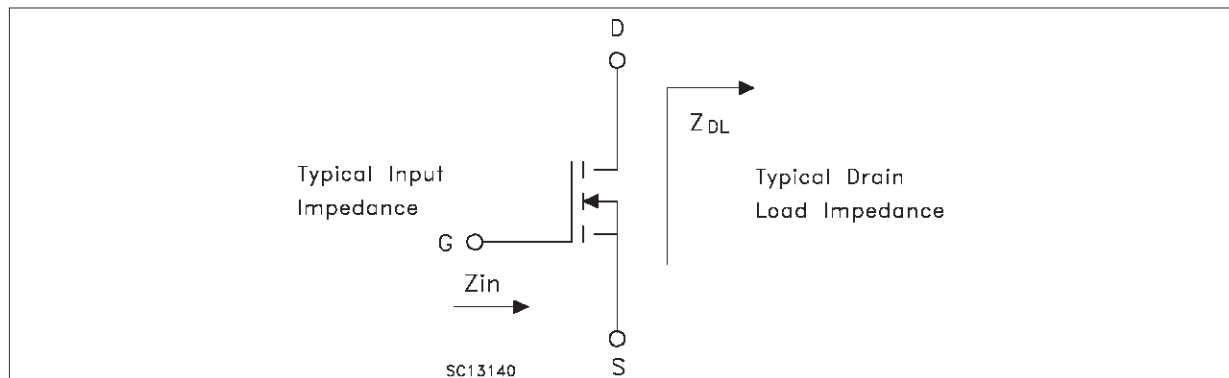 D
Z DL
Typical Input
Impedance
Typical Drain
Load Impedance
G
Zin
S
SC13140